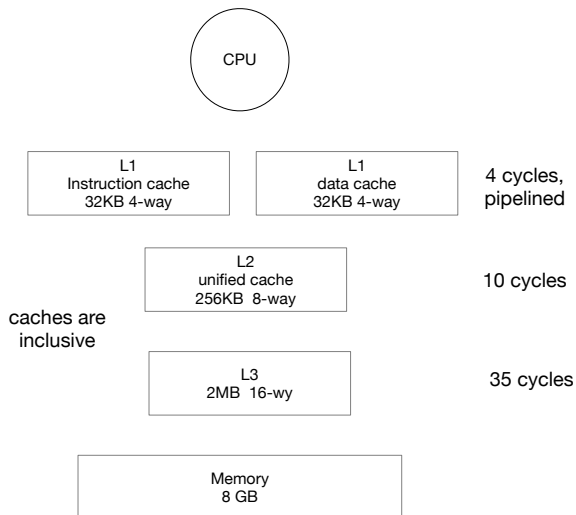 CPU
L1
Instruction cache
32KB 4-way
L1
data cache
32KB 4-way
4 cycles,
pipelined
L2
unified cache
256KB 8-way
10 cycles
caches are
inclusive
L3
2MB 16-wy
35 cycles
Memory
8 GB